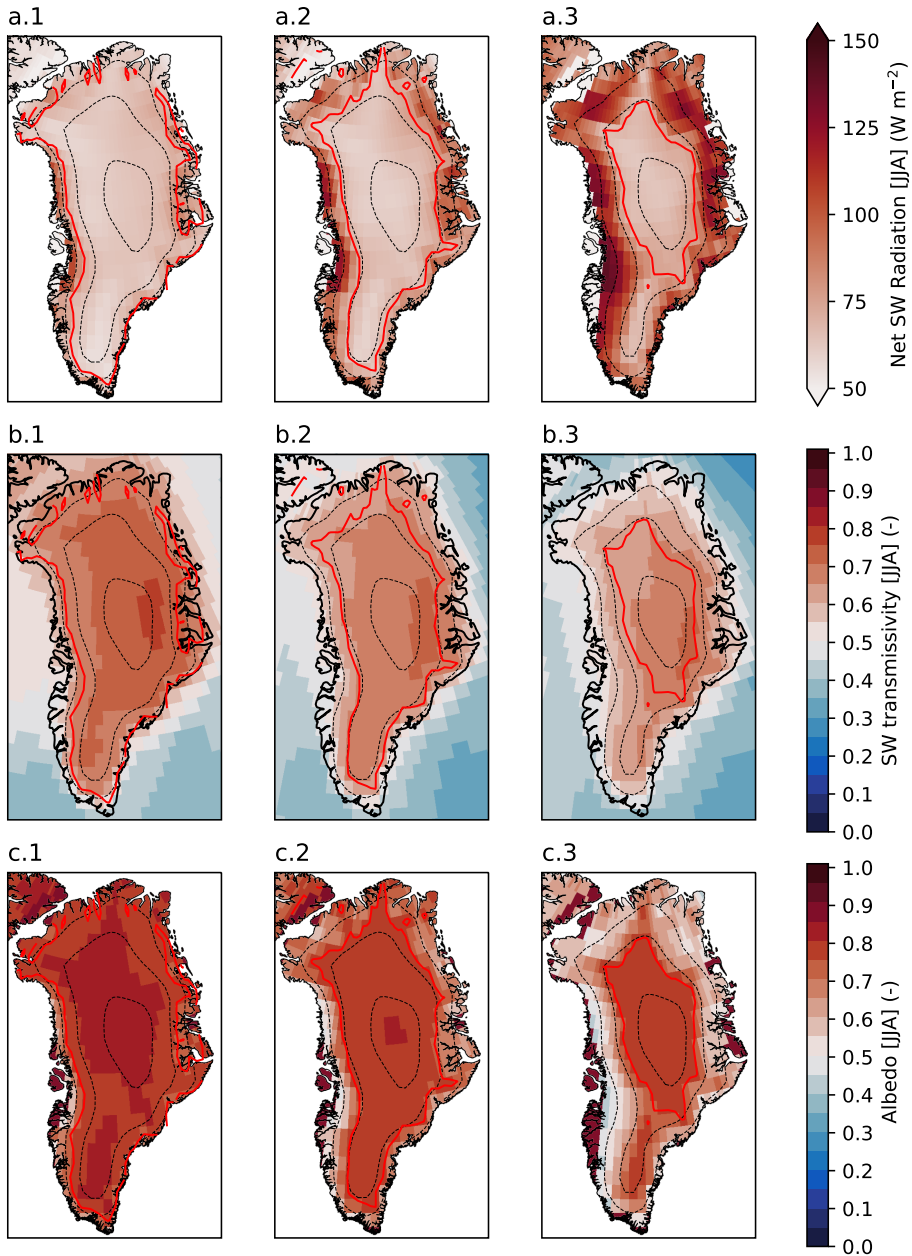 a.1
a.2
a.3
150
125
100
75
50
Net SW Radiation [JJA] (W m⁻²)
b.1
b.2
b.3
1.0
0.9
0.8
0.7
0.6
0.5
0.4
0.3
0.2
0.1
0.0
SW transmissivity [JJA] (-)
c.1
c.2
c.3
1.0
0.9
0.8
0.7
0.6
0.5
0.4
0.3
0.2
0.1
0.0
Albedo [JJA] (-)